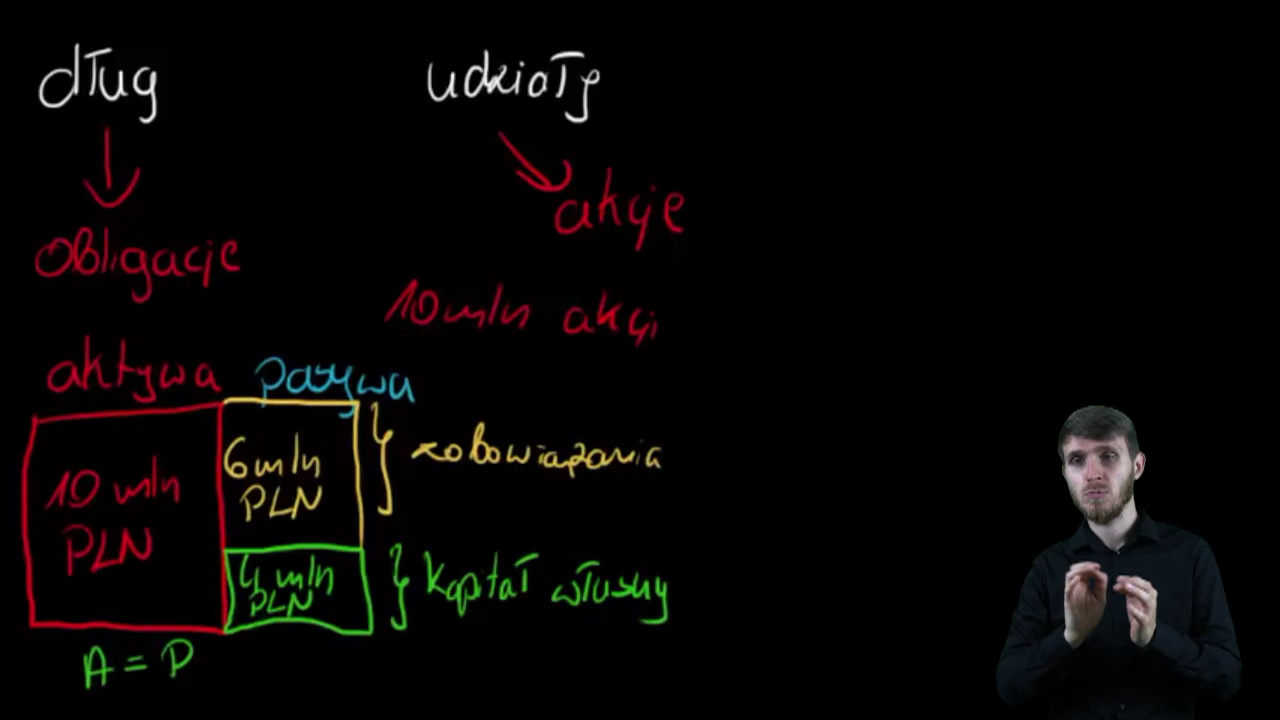 dług
udziały
obligacje
akcje
10 mln akcji
aktywa
pasywa
10 mln
PLN
6 mln
PLN
zobowiązania
4 mln
PLN
kapitał własny
A = P